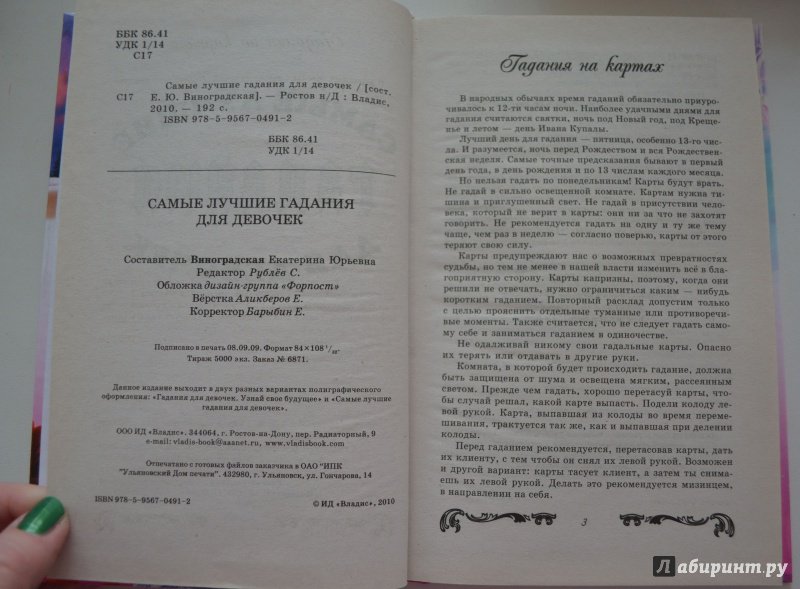 ББК 86.41
УДК 1/14
С17
Самые лучшие гадания для девочек / [сост.
С17 Е. Ю. Виноградская]. — Ростов н/Д : Владис,
2010. — 192 с.
ISBN 978-5-9567-0491-2
ББК 86.41
УДК 1/14
САМЫЕ ЛУЧШИЕ ГАДАНИЯ
ДЛЯ ДЕВОЧЕК
Составитель Виноградская Екатерина Юрьевна
Редактор Рублёв С.
Обложка дизайн-группа «Форпост»
Вёрстка Аликберов Е.
Корректор Барыбин Е.
Подписано в печать 08.09.09. Формат 84×108 1/32.
Тираж 5000 экз. Заказ № 6871.
Данное издание выходит в двух разных вариантах полиграфического
оформления: «Гадания для девочек. Узнай свое будущее» и «Самые лучшие
гадания для девочек».
ООО ИД «Владис». 344064, г. Ростов-на-Дону, пер. Радиаторный, 9
e-mail: vladis-book@aaanet.ru, www.vladisbook.com
Отпечатано с готовых файлов заказчика в ОАО "ИПК
"Ульяновский Дом печати". 432980, г. Ульяновск, ул. Гончарова, 14
ISBN 978-5-9567-0491-2
© ИД «Владис», 2010
Гадания на картах
В народных обычаях время гаданий обязательно приуро-
чивалось к 12-ти часам ночи. Наиболее удачными днями для
гадания считаются святки, ночь под Новый год, под Креще-
нье и летом — день Ивана Купалы.
Лучший день для гадания — пятница, особенно 13-го числа.
И разумеется, ночь перед Рождеством и вся Рождествен-
ская неделя. Самые точные предсказания бывают в первый
день года, в день рождения и по 13 числам каждого месяца.
Но нельзя гадать по понедельникам! Карты будут врать.
Не гадай в сильно освещенной комнате. Картам нужна ти-
шина и приглушенный свет. Не гадай в присутствии чело-
века, который не верит в карты: они ни за что не захотят
говорить. Не рекомендуется гадать на одну и ту же тему
чаще, чем раз в неделю — согласно поверью, карты от этого
теряют свою силу.
Карты предупреждают нас о возможных превратностях
судьбы, но тем не менее в нашей власти изменить всё в бла-
гоприятную сторону. Карты капризны, поэтому, когда они
решили не отвечать, нужно ограничиться каким — нибудь
коротким гаданием. Повторный расклад допустим только
с целью прояснить отдельные туманные или противоречи-
вые моменты. Также считается, что не следует гадать само-
му себе и заниматься гаданием в одиночестве.
Не одалживай никому свои гадальные карты. Опасно
их терять или отдавать в другие руки.
Комната, в которой будет происходить гадание, должна
быть защищена от шума и освещена мягким, рассеянным
светом. Прежде чем гадать, хорошо перетасуй карты, что-
бы случай решал, какой карте выпасть. Подели колоду ле-
вой рукой. Карта, выпавшая из колоды во время переме-
шивания, трактуется так же, как и выпавшая при делении
колоды.
Перед гаданием рекомендуется, перетасовав карты, дать
их клиенту, с тем чтобы он снял их левой рукой. Возможен
и другой вариант: карты тасует клиент, а затем ты снима-
ешь их левой рукой. Делать это рекомендуется мизинцем,
в направлении на себя.
3
Лабиринт.ру